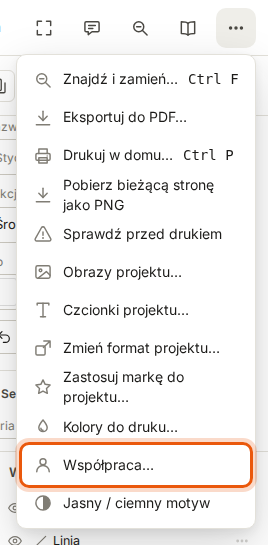 Znajdź i zamień... Ctrl F
Eksportuj do PDF...
Drukuj w domu... Ctrl P
Pobierz bieżącą stronę
jako PNG
Sprawdź przed drukiem
Obrazy projektu...
Czcionki projektu...
Zmień format projektu...
Zastosuj markę do
projektu...
Kolory do druku...
Współpraca...
Jasny / ciemny motyw
Linia